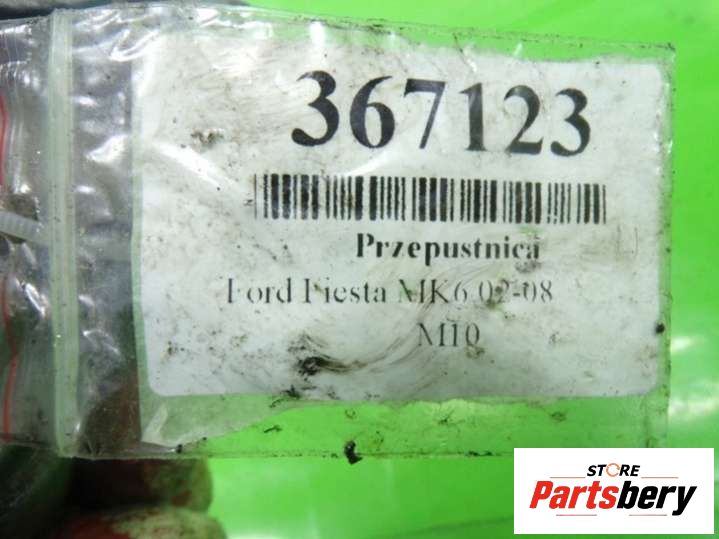 367123
Przepustnica
Ford Fiesta MK6 02-08
M10
STORE
Partsbery